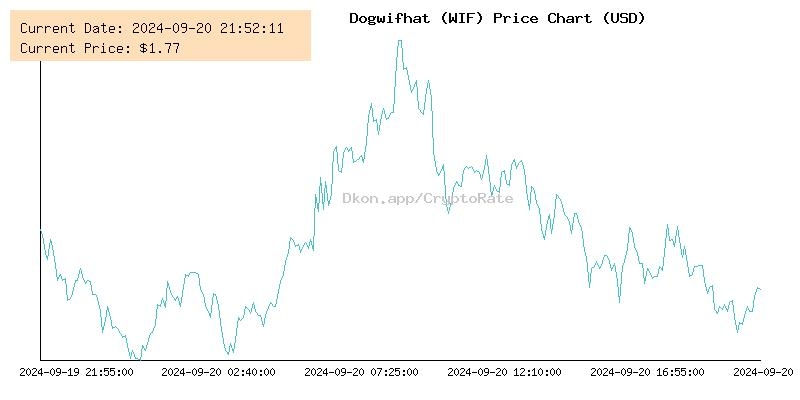 Dogwifhat (WIF) Price Chart (USD)
Current Date: 2024-09-20 21:52:11
Current Price: $1.77
Dkon.app/CryptoRate
2024-09-19 21:55:00 2024-09-20 02:40:00 2024-09-20 07:25:00 2024-09-20 12:10:00 2024-09-20 16:55:00 2024-09-20